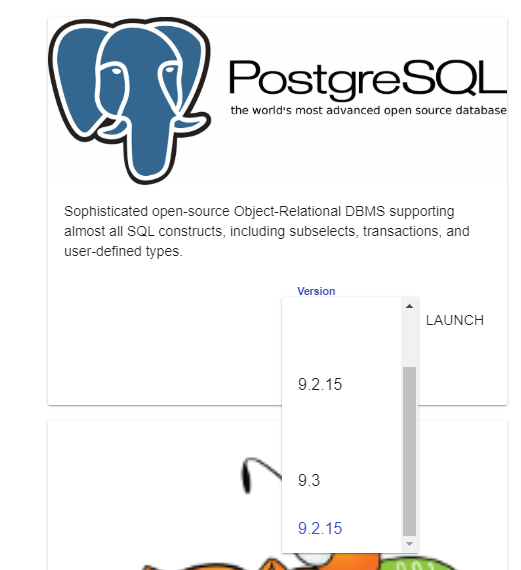 PostgreSQL
the world's most advanced open source database
Sophisticated open-source Object-Relational DBMS supporting
almost all SQL constructs, including subselects, transactions, and
user-defined types.
Version
LAUNCH
9.2.15
9.3
9.2.15